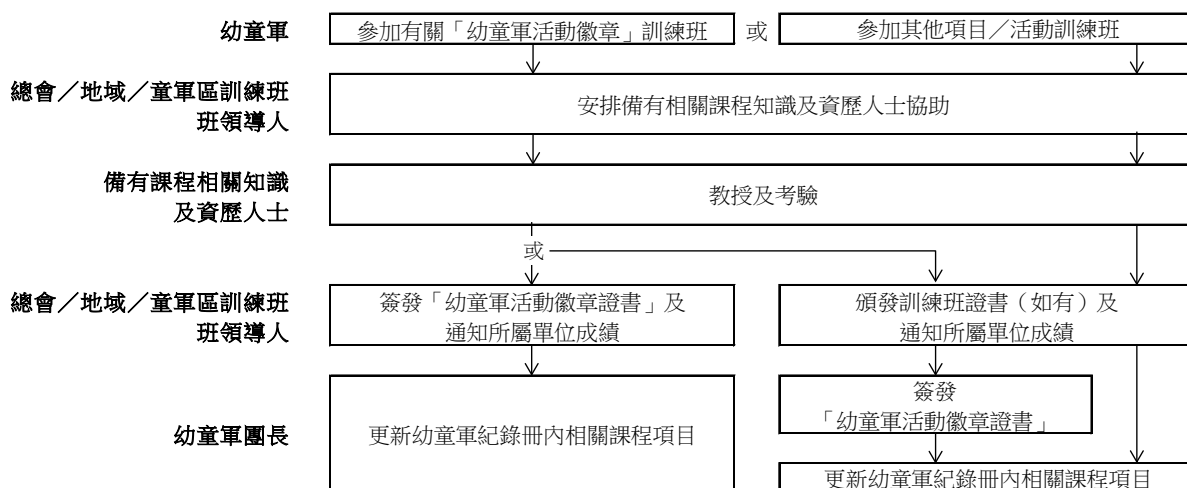 幼童軍
參加有關「幼童軍活動徽章」訓練班
或
參加其他項目／活動訓練班
總會／地域／童軍區訓練班
班領導人
安排備有相關課程知識及資歷人士協助
備有課程相關知識
及資歷人士
教授及考驗
或
總會／地域／童軍區訓練班
班領導人
簽發「幼童軍活動徽章證書」及
通知所屬單位成績
頒發訓練班證書（如有）及
通知所屬單位成績
幼童軍團長
更新幼童軍紀錄冊內相關課程項目
簽發
「幼童軍活動徽章證書」
更新幼童軍紀錄冊內相關課程項目